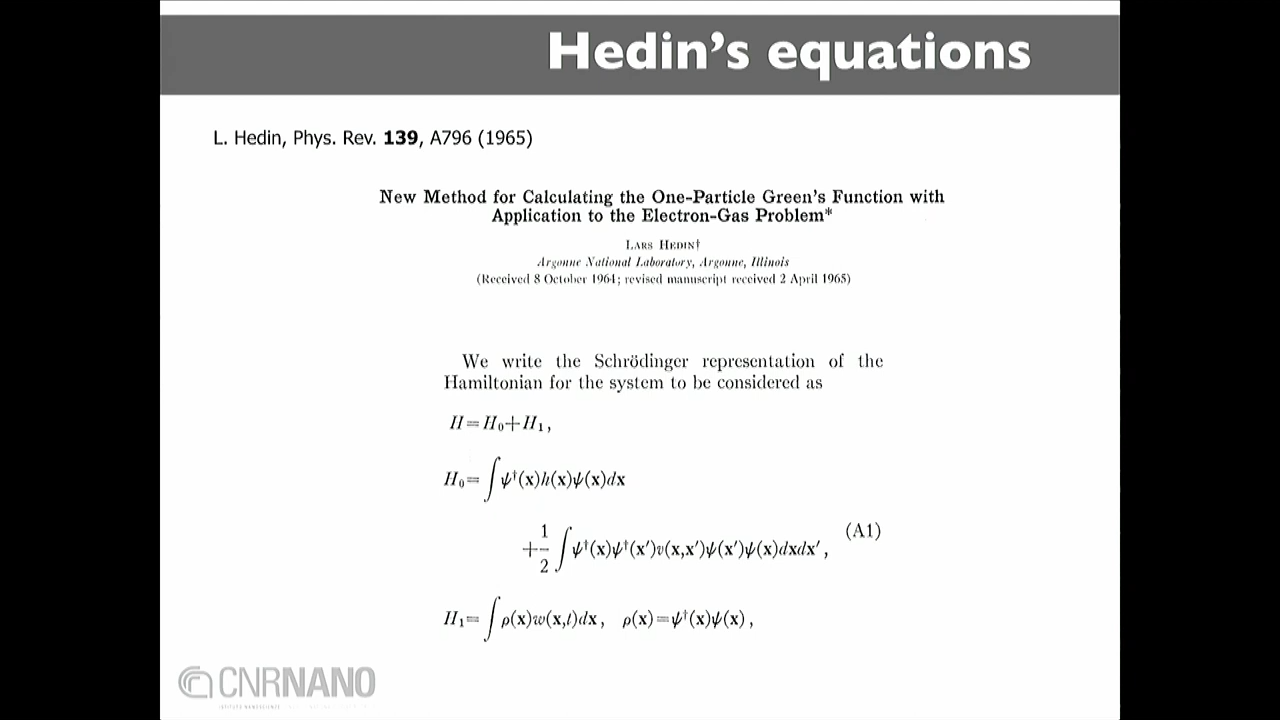 Hedin's equations
L. Hedin, Phys. Rev. 139, A796 (1965)
New Method for Calculating the One-Particle Green's Function with
Application to the Electron-Gas Problem*
LARS HEDIN†
Argonne National Laboratory, Argonne, Illinois
(Received 8 October 1964; revised manuscript received 2 April 1965)
We write the Schrödinger representation of the
Hamiltonian for the system to be considered as
H=H₀+H₁,
H₀=∫ψ†(x)h(x)ψ(x)dx
+1/2∫ψ†(x)ψ†(x′)v(x,x′)ψ(x′)ψ(x)dxdx′, (A1)
H₁=∫ρ(x)w(x,t)dx, ρ(x)=ψ†(x)ψ(x),
CNRNANO